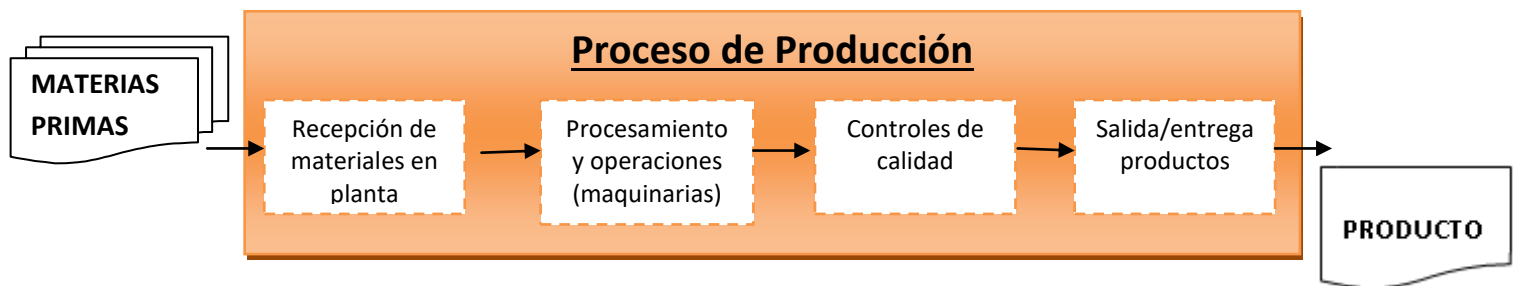 Proceso de Producción
MATERIAS
PRIMAS
Recepción de
materiales en
planta
Procesamiento
y operaciones
(maquinarias)
Controles de
calidad
Salida/entrega
productos
PRODUCTO